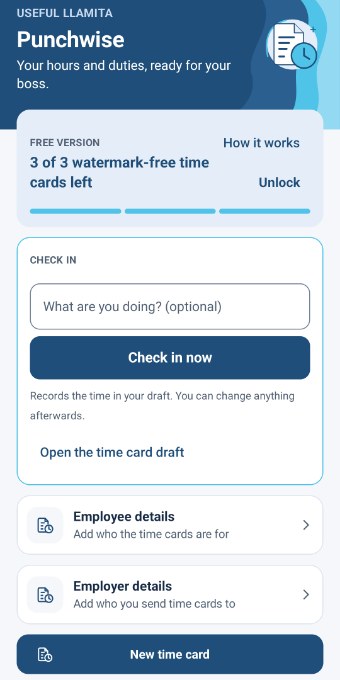 USEFUL LLAMITA
Punchwise
Your hours and duties, ready for your
boss.
FREE VERSION
How it works
3 of 3 watermark-free time
cards left
Unlock
CHECK IN
What are you doing? (optional)
Check in now
Records the time in your draft. You can change anything
afterwards.
Open the time card draft
Employee details
Add who the time cards are for
Employer details
Add who you send time cards to
New time card